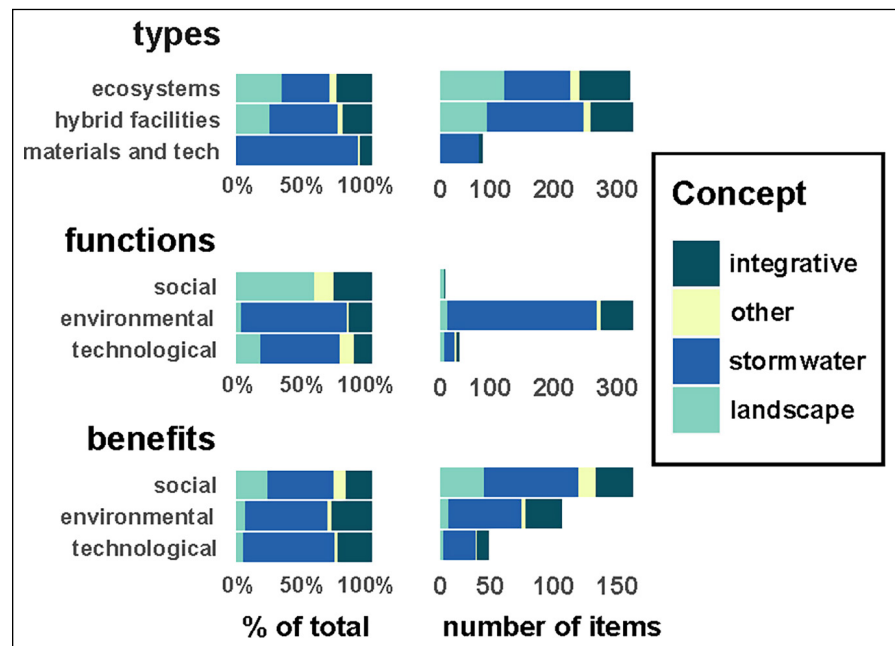 types
ecosystems
hybrid facilities
materials and tech
0% 50% 100% 0 100 200 300
functions
social
environmental
technological
0% 50% 100% 0 100 200 300
benefits
social
environmental
technological
0% 50% 100% 0 50 100 150
% of total number of items
Concept
integrative
other
stormwater
landscape